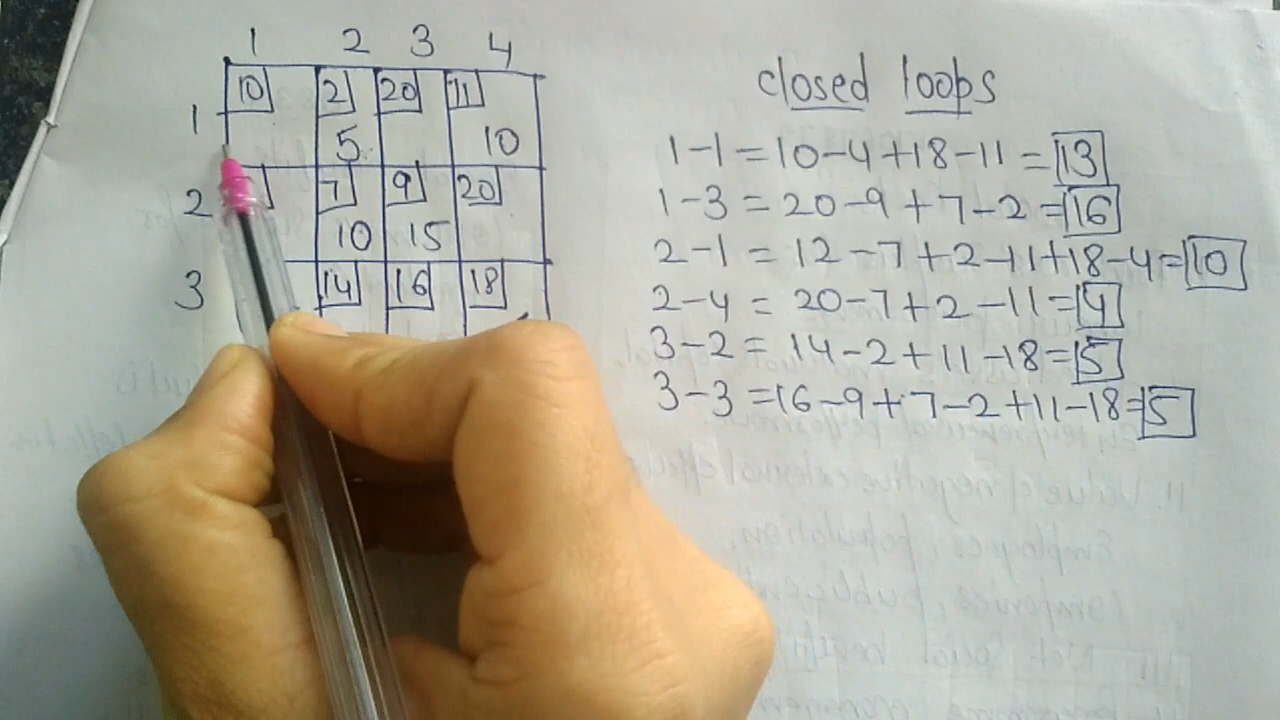 1 2 3 4
1 10 2 20 11
5 10
2 7 9 20
10 15
3 14 16 18
closed loops
1-1 = 10-4+18-11 = 13
1-3 = 20-9+7-2 = 16
2-1 = 12-7+2-11+18-4 = 10
2-4 = 20-7+2-11 = 4
3-2 = 14-2+11-18 = 5
3-3 = 16-9+7-2+11-18 = 5